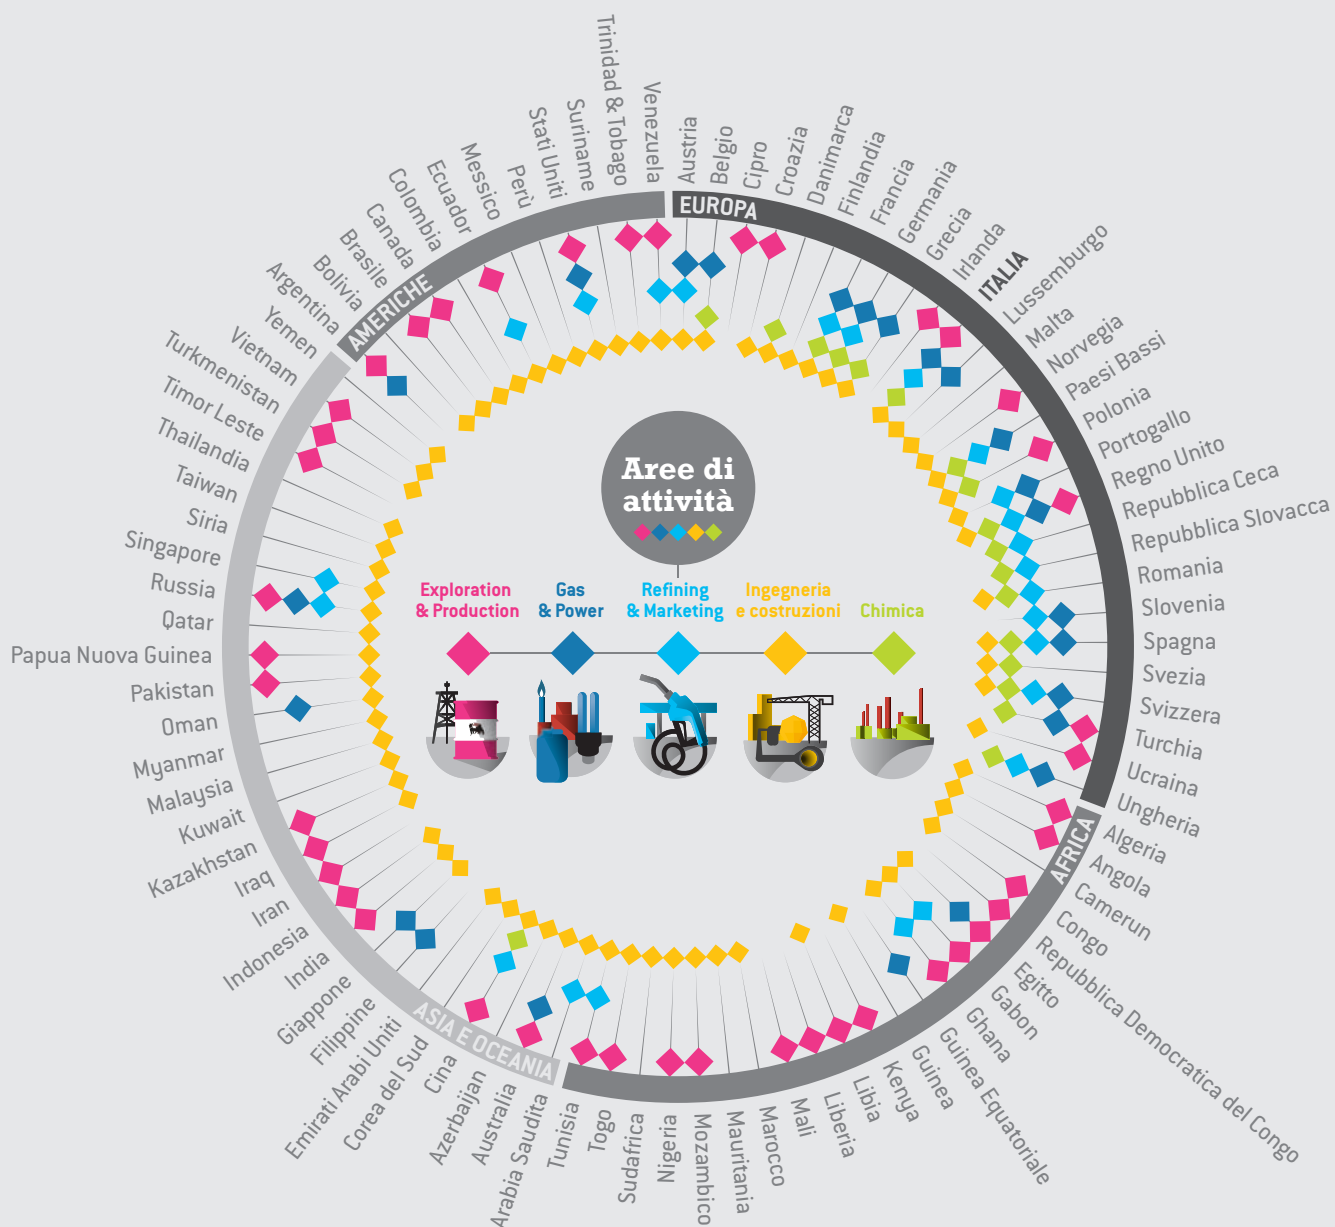 Aree di
attività
Exploration
& Production
Gas
& Power
Refining
& Marketing
Ingegneria
e costruzioni
Chimica
EUROPA
Austria
Belgio
Cipro
Croazia
Danimarca
Finlandia
Francia
Germania
Grecia
Irlanda
ITALIA
Lussemburgo
Malta
Norvegia
Paesi Bassi
Polonia
Portogallo
Regno Unito
Repubblica Ceca
Repubblica Slovacca
Romania
Slovenia
Spagna
Svezia
Svizzera
Turchia
Ucraina
Ungheria
AFRICA
Algeria
Angola
Camerun
Congo
Repubblica Democratica del Congo
Egitto
Gabon
Ghana
Guinea Equatoriale
Guinea
Kenya
Libia
Liberia
Mali
Marocco
Mauritania
Mozambico
Nigeria
Sudafrica
Togo
Tunisia
ASIA E OCEANIA
Arabia Saudita
Australia
Azerbaijan
Cina
Corea del Sud
Emirati Arabi Uniti
Filippine
Giappone
India
Indonesia
Iran
Iraq
Kazakhstan
Kuwait
Malaysia
Myanmar
Oman
Pakistan
Papua Nuova Guinea
Qatar
Russia
Singapore
Siria
Taiwan
Thailandia
Timor Leste
Turkmenistan
Vietnam
Yemen
AMERICHE
Argentina
Bolivia
Brasile
Canada
Colombia
Ecuador
Messico
Perù
Stati Uniti
Suriname
Trinidad & Tobago
Venezuela